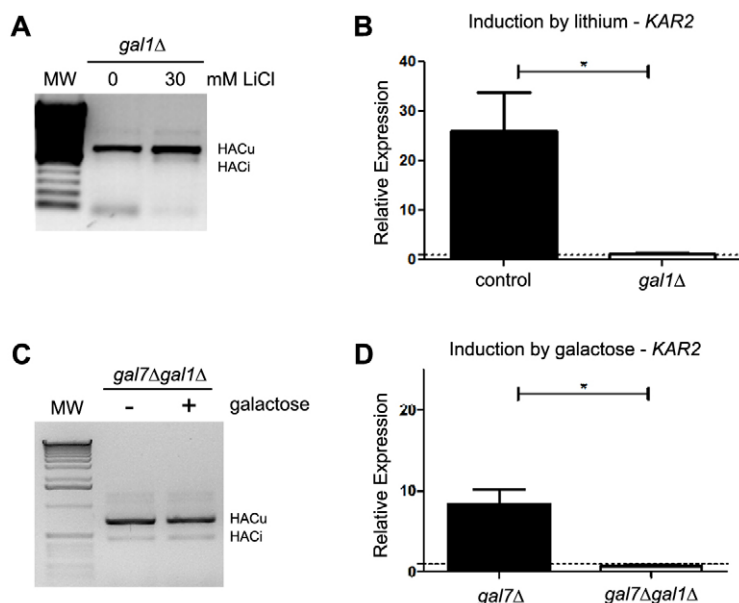 A
gal1Δ
MW 0 30 mM LiCl
HACu
HACi
B
Induction by lithium - KAR2
*
Relative Expression
40
30
20
10
0
control gal1Δ
C
gal7Δgal1Δ
MW - + galactose
HACu
HACi
D
Induction by galactose - KAR2
*
Relative Expression
20
10
0
gal7Δ gal7Δgal1Δ